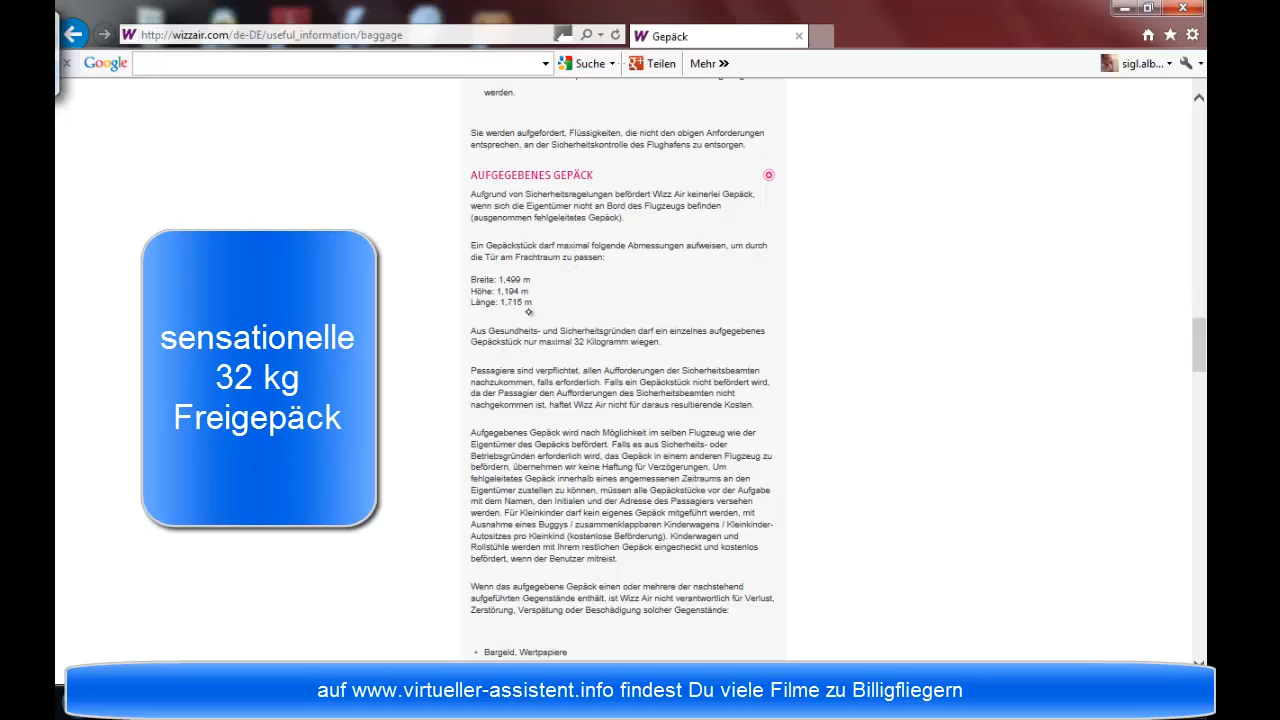 http://wizzair.com/de-DE/useful_information/baggage
W Gepäck
Google
Suche
Teilen
Mehr
sigl.alb...
werden.
Sie werden aufgefordert, Flüssigkeiten, die nicht den obigen Anforderungen
entsprechen, an der Sicherheitskontrolle des Flughafens zu entsorgen.
AUFGEGEBENES GEPÄCK
Aufgrund von Sicherheitsregelungen befördert Wizz Air keinerlei Gepäck,
wenn sich die Eigentümer nicht an Bord des Flugzeugs befinden
(ausgenommen fehlgeleitetes Gepäck).
Ein Gepäckstück darf maximal folgende Abmessungen aufweisen, um durch
die Tür am Frachtraum zu passen:
Breite: 1,499 m
Höhe: 1,194 m
Länge: 1,715 m
Aus Gesundheits- und Sicherheitsgründen darf ein einzelnes aufgegebenes
Gepäckstück nur maximal 32 Kilogramm wiegen.
Passagiere sind verpflichtet, allen Aufforderungen der Sicherheitsbeamten
nachzukommen, falls erforderlich. Falls ein Gepäckstück nicht befördert wird,
da der Passagier den Aufforderungen des Sicherheitsbeamten nicht
nachgekommen ist, haftet Wizz Air nicht für daraus resultierende Kosten.
Aufgegebenes Gepäck wird nach Möglichkeit im selben Flugzeug wie der
Eigentümer des Gepäcks befördert. Falls es aus Sicherheits- oder
Betriebsgründen erforderlich wird, das Gepäck in einem anderen Flugzeug zu
befördern, übernehmen wir keine Haftung für Verzögerungen. Um
fehlgeleitetes Gepäck innerhalb eines angemessenen Zeitraums an den
Eigentümer zustellen zu können, müssen alle Gepäckstücke vor der Aufgabe
mit dem Namen, den Initialen und der Adresse des Passagiers versehen
werden. Für Kleinkinder darf kein eigenes Gepäck mitgeführt werden, mit
Ausnahme eines Buggys / zusammenklappbaren Kinderwagens / Kleinkinder-
Autositzes pro Kleinkind (kostenlose Beförderung). Kinderwagen und
Rollstühle werden mit Ihrem restlichen Gepäck eingecheckt und kostenlos
befördert, wenn der Benutzer mitreist.
Wenn das aufgegebene Gepäck einen oder mehrere der nachstehend
aufgeführten Gegenstände enthält, ist Wizz Air nicht verantwortlich für Verlust,
Zerstörung, Verspätung oder Beschädigung solcher Gegenstände:
• Bargeld, Wertpapiere
sensationelle
32 kg
Freigepäck
auf www.virtueller-assistent.info findest Du viele Filme zu Billigfliegern